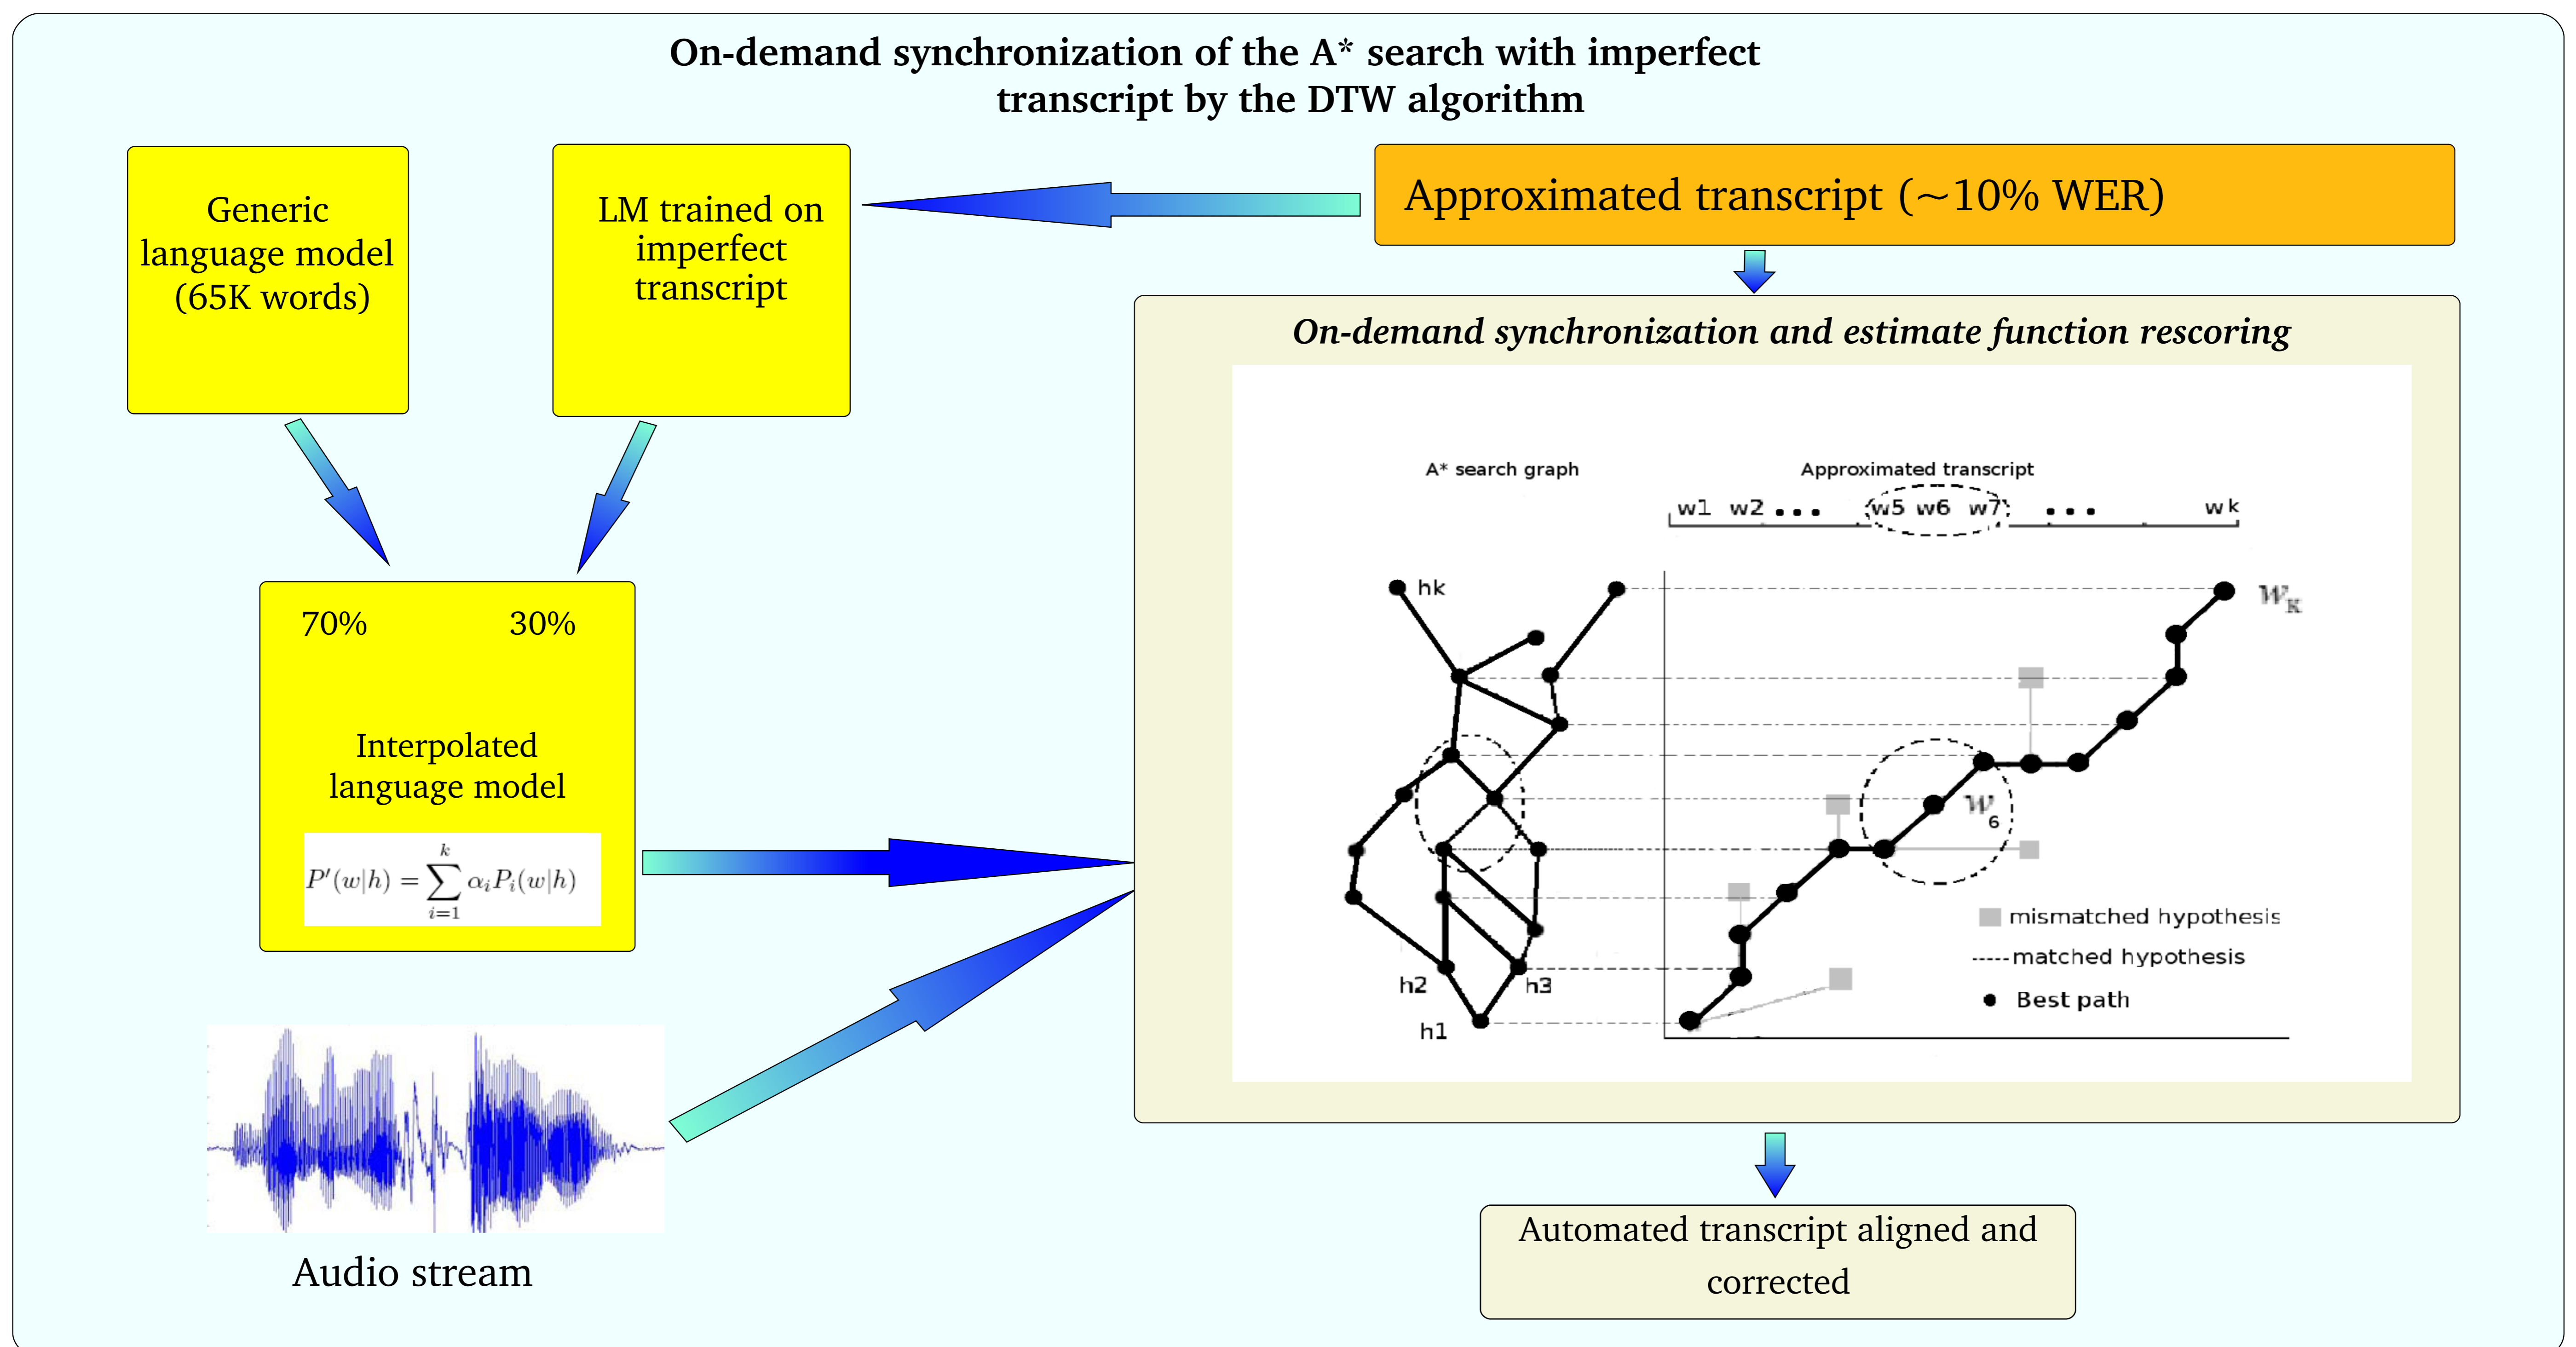 On-demand synchronization of the A* search with imperfect
transcript by the DTW algorithm
Generic
language model
(65K words)
LM trained on
imperfect
transcript
Approximated transcript (~10% WER)
On-demand synchronization and estimate function rescoring
A* search graph
Approximated transcript
w1 w2 ... w5 w6 w7 ... wk
hk
W_K
W_6
h2
h3
h1
mismatched hypothesis
matched hypothesis
Best path
70% 30%
Interpolated
language model
P'(w|h) = \sum_{i=1}^{k} α_i P_i(w|h)
Audio stream
Automated transcript aligned and
corrected